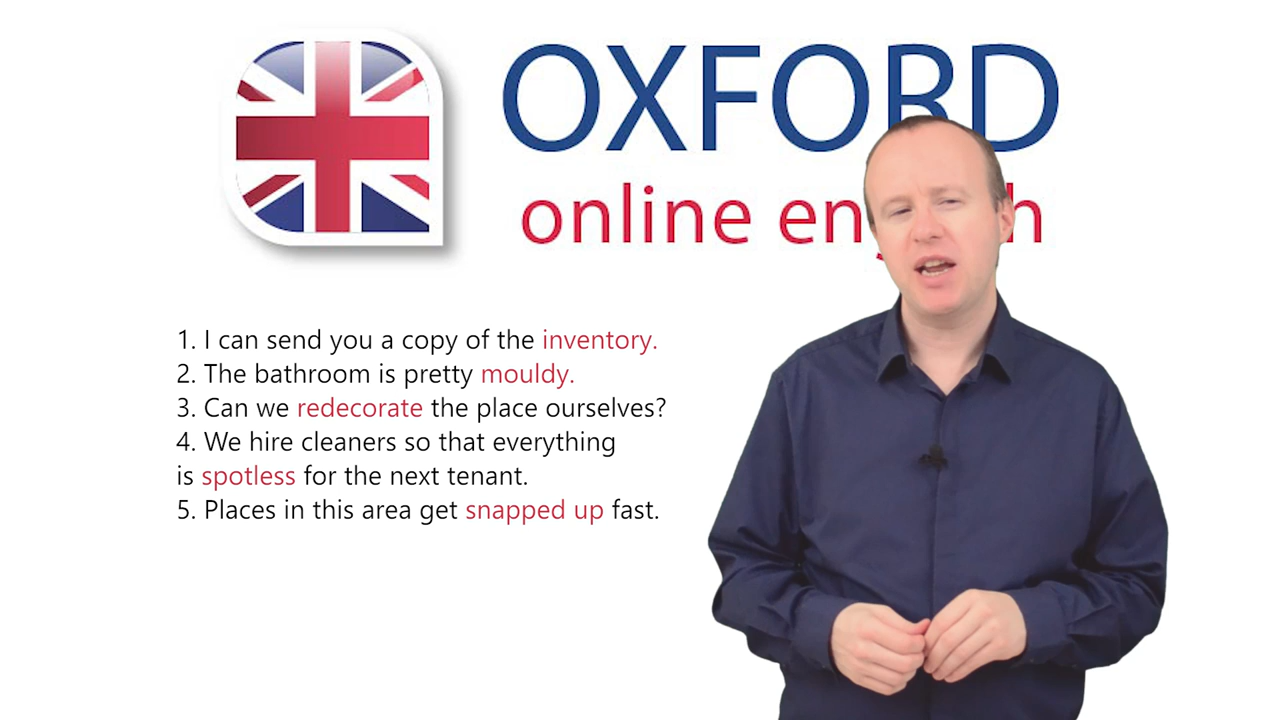 OXFORD
online en
1. I can send you a copy of the inventory.
2. The bathroom is pretty mouldy.
3. Can we redecorate the place ourselves?
4. We hire cleaners so that everything
is spotless for the next tenant.
5. Places in this area get snapped up fast.